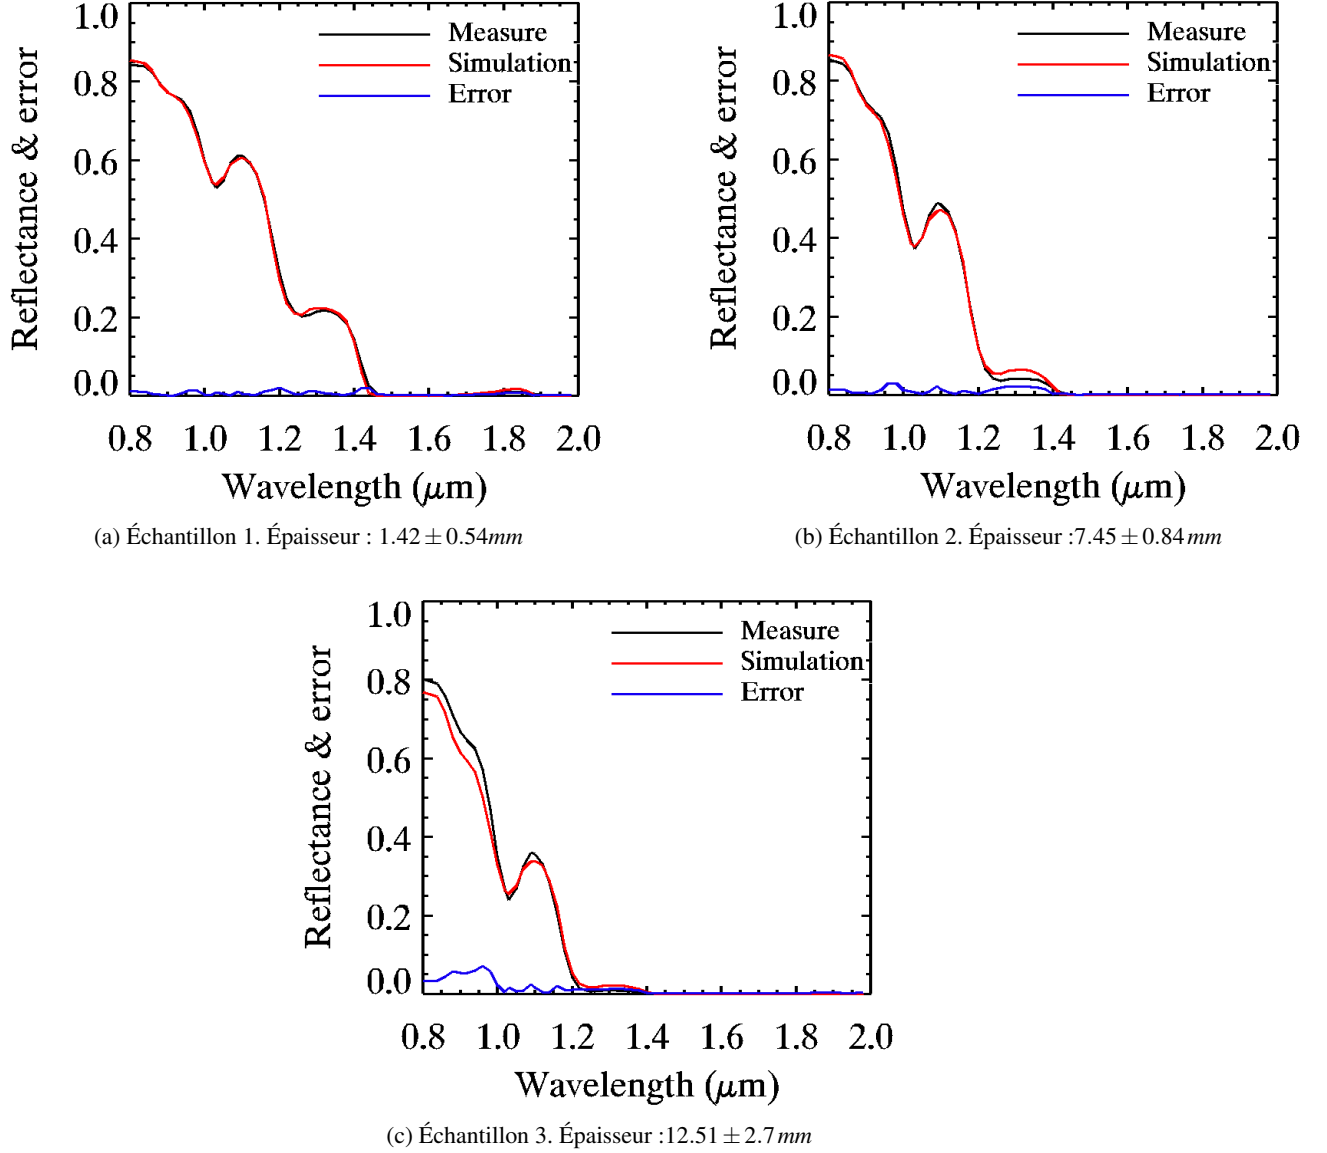 Reflectance & error
1.0
0.8
0.6
0.4
0.2
0.0
Measure
Simulation
Error
0.8 1.0 1.2 1.4 1.6 1.8 2.0
Wavelength (μm)
(a) Échantillon 1. Épaisseur : 1.42 ± 0.54mm
Reflectance & error
1.0
0.8
0.6
0.4
0.2
0.0
Measure
Simulation
Error
0.8 1.0 1.2 1.4 1.6 1.8 2.0
Wavelength (μm)
(b) Échantillon 2. Épaisseur :7.45 ± 0.84mm
Reflectance & error
1.0
0.8
0.6
0.4
0.2
0.0
Measure
Simulation
Error
0.8 1.0 1.2 1.4 1.6 1.8 2.0
Wavelength (μm)
(c) Échantillon 3. Épaisseur :12.51 ± 2.7mm